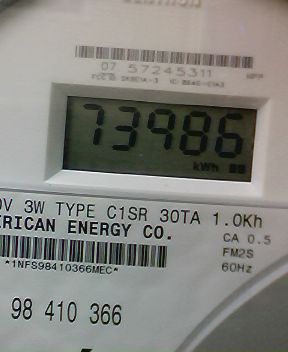 07 57245311
73986
kWh
0V 3W TYPE C1SR 30TA 1.0Kh
ERICAN ENERGY CO.
CA 0.5
FM2S
*1NFS98410366MEC*
60Hz
98 410 366